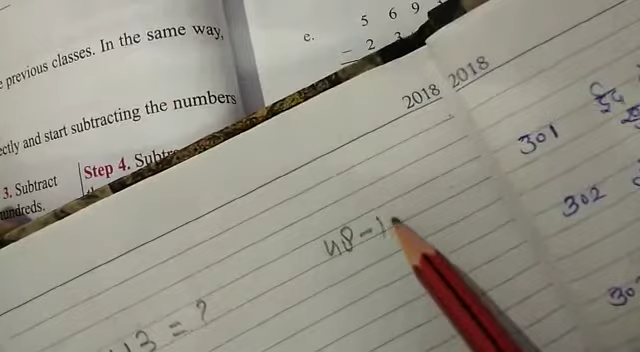 e.
5 6 9
- 2 3
previous classes. In the same way,
ectly and start subtracting the numbers
3. Subtract
hundreds.
Step 4. Subtr
2018
2018
301
302
48-1
13 = ?